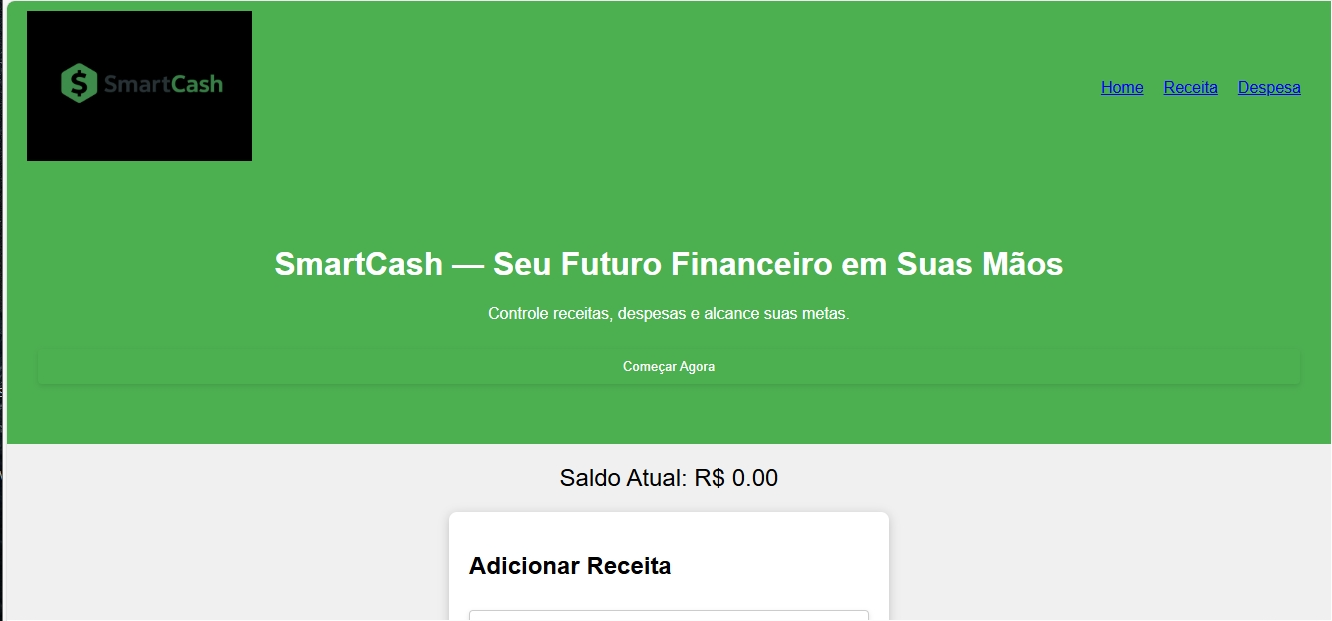 SmartCash
Home Receita Despesa
SmartCash — Seu Futuro Financeiro em Suas Mãos
Controle receitas, despesas e alcance suas metas.
Começar Agora
Saldo Atual: R$ 0.00
Adicionar Receita